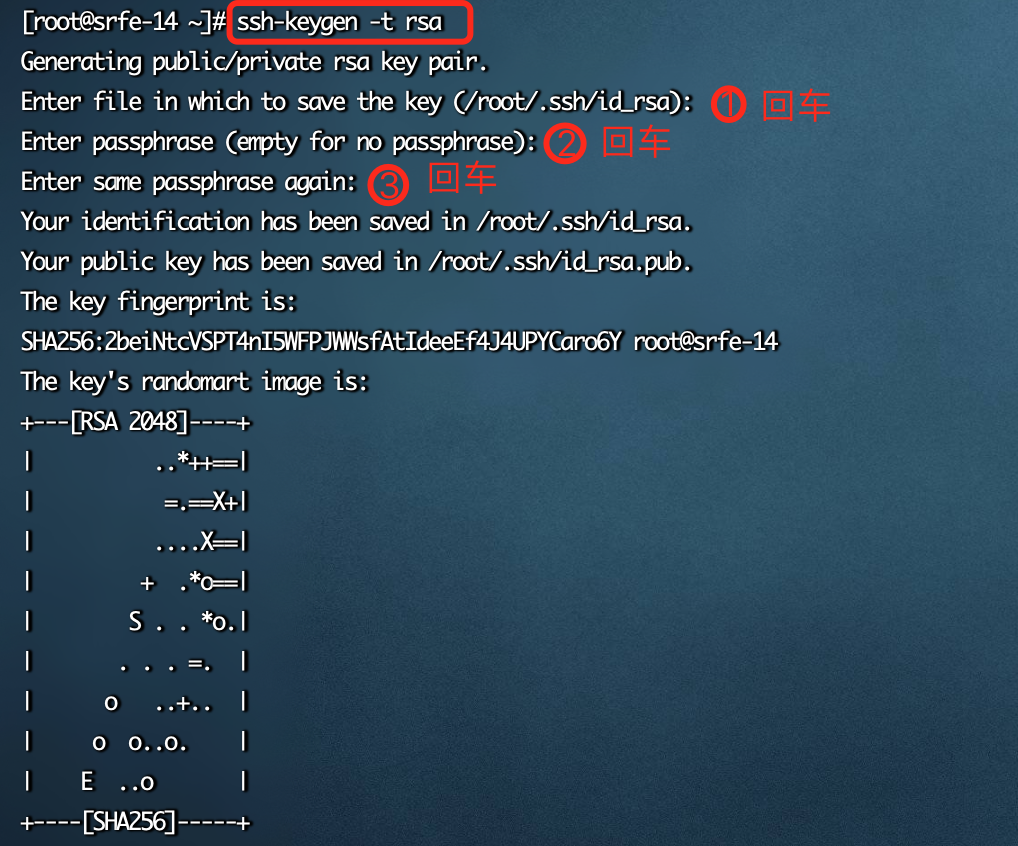 [root@srfe-14 ~]# ssh-keygen -t rsa
Generating public/private rsa key pair.
Enter file in which to save the key (/root/.ssh/id_rsa): ① 回车
Enter passphrase (empty for no passphrase): ② 回车
Enter same passphrase again: ③ 回车
Your identification has been saved in /root/.ssh/id_rsa.
Your public key has been saved in /root/.ssh/id_rsa.pub.
The key fingerprint is:
SHA256:2beiNtcVSPT4nI5WFPJWWsfAtIdeeEf4J4UPYCaro6Y root@srfe-14
The key's randomart image is:
+---[RSA 2048]----+
|          ..*++==|
|           =.==X+|
|          ....X==|
|         +  .*o==|
|        S . . *o.|
|       . . . =.  |
|      o   ..+..  |
|     o  o..o.    |
|    E  ..o       |
+----[SHA256]-----+